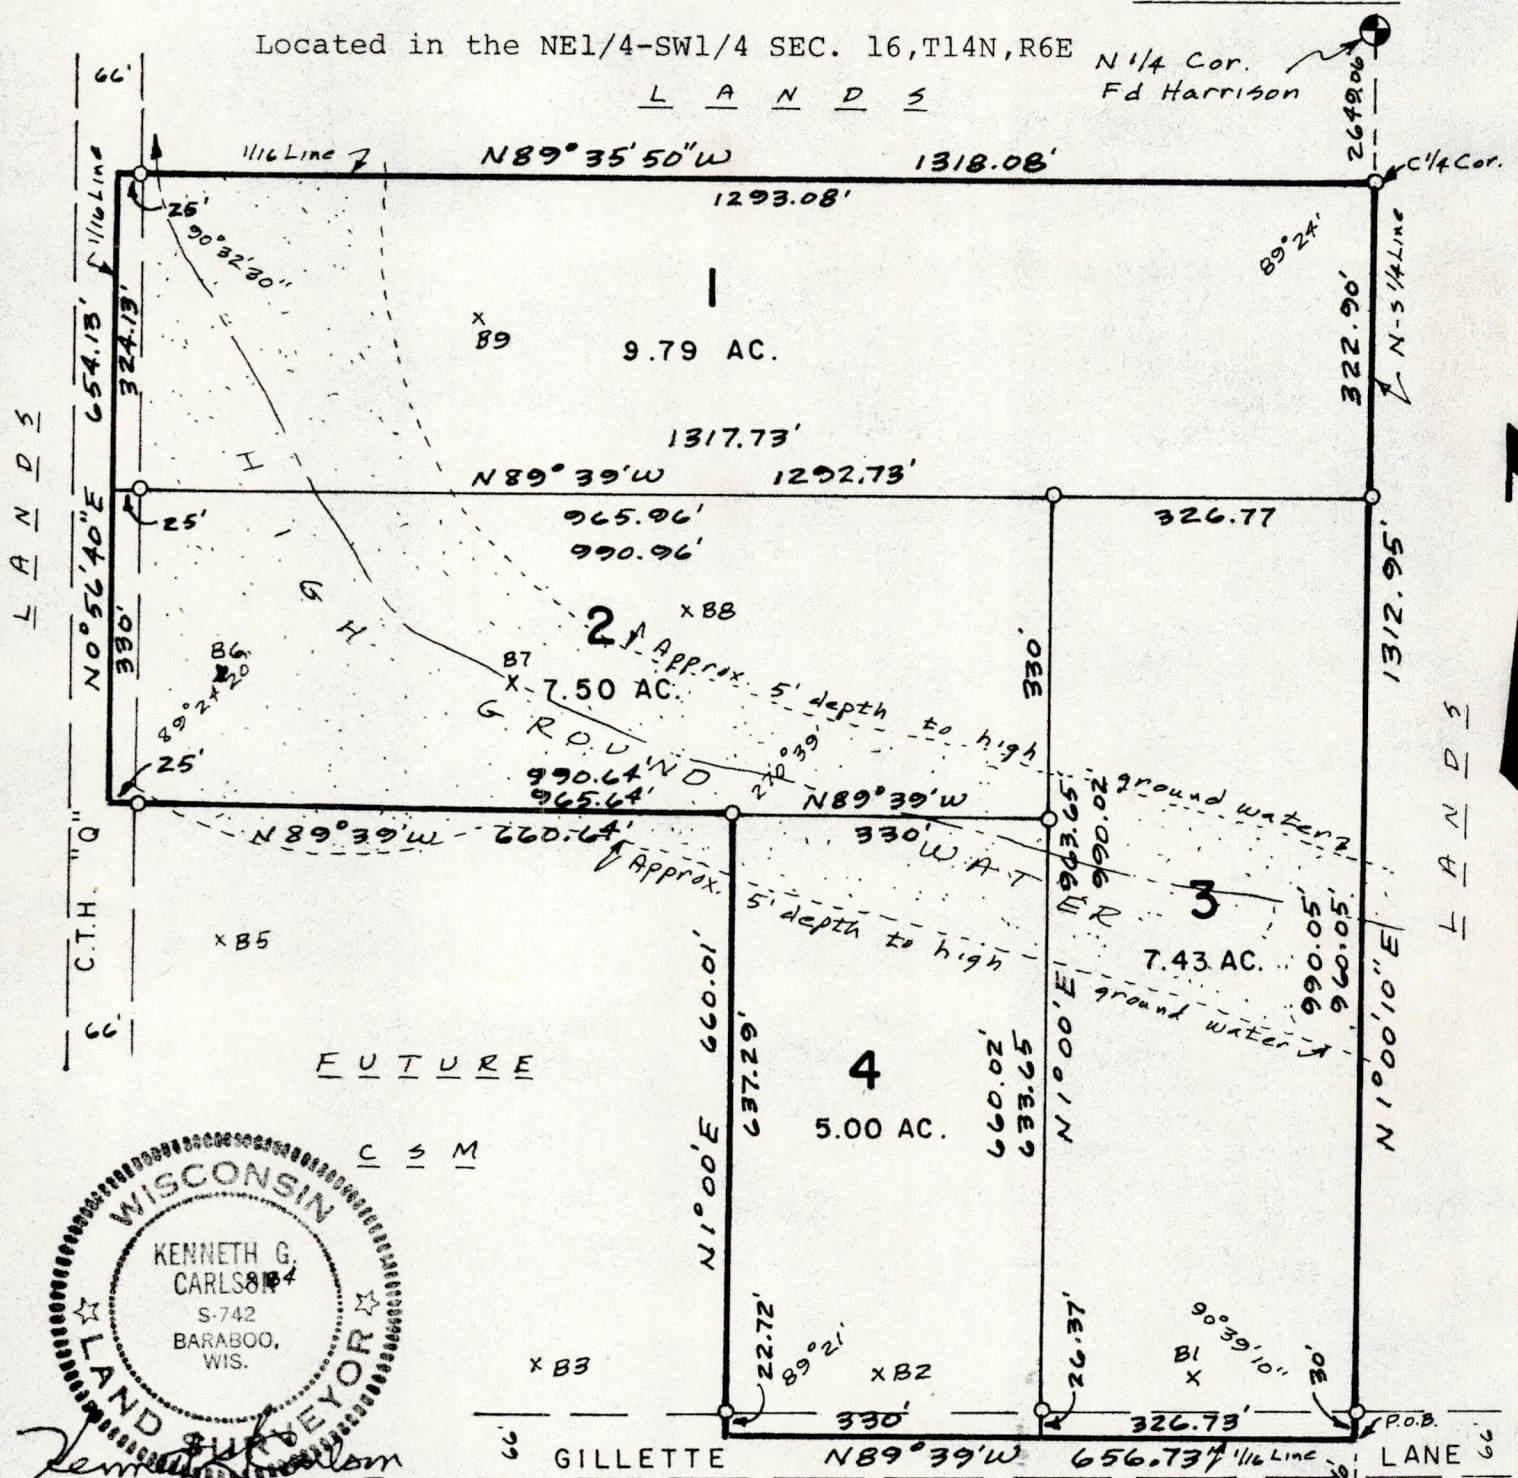 Located in the NE1/4-SW1/4 SEC. 16,T14N,R6E
N 1/4 Cor.
Fd Harrison
2649.06
66'
L A N D S
1/16 Line
N89°35'50"W 1318.08'
C 1/4 Cor.
1293.08'
1/16 Line
25'
90°32'30"
89°24'
N-S 1/4 Line
1
B9
9.79 AC.
654.13'
324.13'
322.90'
1317.73'
N89°39'W 1292.73'
25'
965.96'
990.96'
326.77
L A N D S
N0°56'40"E
330'
HIGH GROUND WATER
2
B8
7.50 AC.
B7
B6
330'
1312.95'
Approx. 5' depth to high ground water
25'
990.64'
965.64'
270°39'
N89°39'W
330'
N89°39'W 660.64'
Approx. 5' depth to high ground water
963.65
990.02
3
7.43 AC.
990.05'
960.05'
L A N D S
C.T.H. "Q"
B5
66'
660.01'
637.29'
N1°00'E
4
5.00 AC.
660.02'
633.65
N1°00'E
N1°00'10"E
F U T U R E
C S M
WISCONSIN
KENNETH G.
CARLSON
S-742
BARABOO,
WIS.
LAND SURVEYOR
B4
B3
22.72'
89°21'
B2
26.37'
B1
90°39'10"
30'
330'
326.73'
P.O.B.
66'
GILLETTE
N89°39'W 656.73'
1/16 Line
LANE
66'